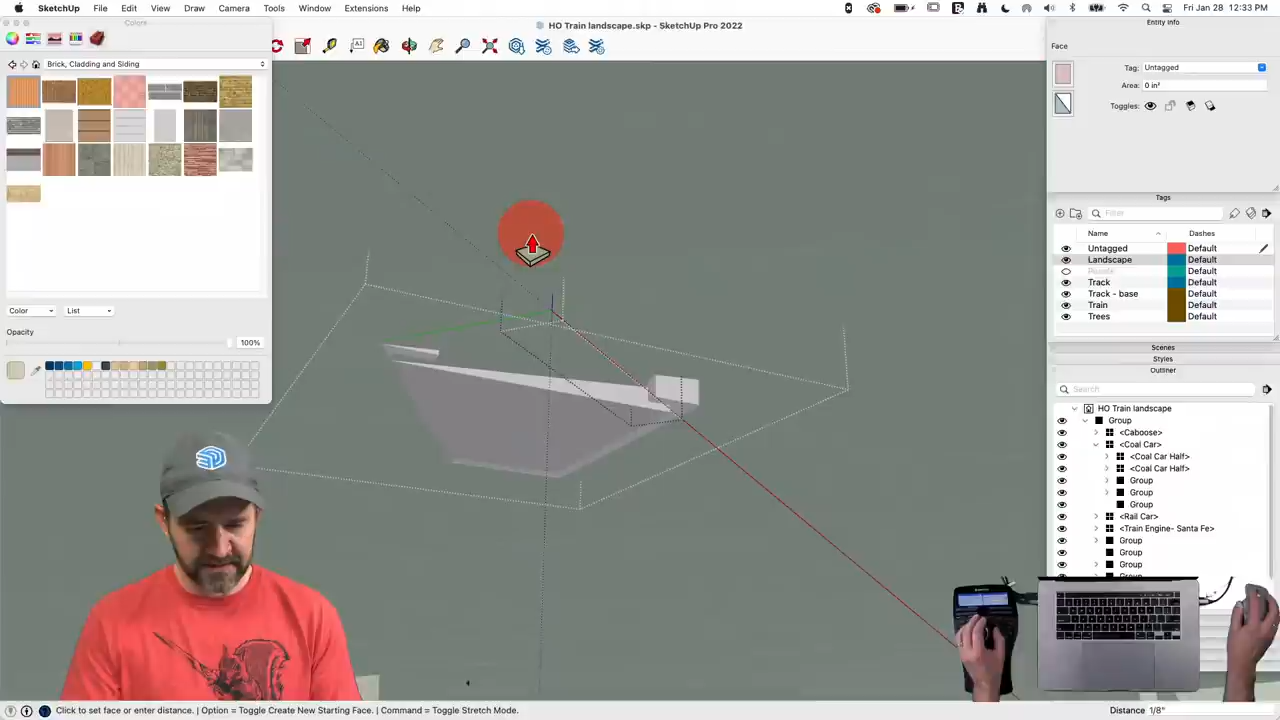 SketchUp File Edit View Draw Camera Tools Window Extensions Help
Fri Jan 28 12:33 PM
Colors
HO Train landscape.skp - SketchUp Pro 2022
Entity Info
Brick, Cladding and Siding
Face
Tag: Untagged
Area: 0 in²
Toggles:
Tags
Filter
Name Dashes
Untagged Default
Landscape Default
Default
Track Default
Track - base Default
Train Default
Trees Default
Color List
Opacity
100%
Scenes
Styles
Outliner
Search
HO Train landscape
Group
<Caboose>
<Coal Car>
<Coal Car Half>
<Coal Car Half>
Group
Group
Group
<Rail Car>
<Train Engine- Santa Fe>
Group
Group
Group
Group
Click to set face or enter distance. | Option = Toggle Create New Starting Face. | Command = Toggle Stretch Mode.
Distance 1/8"